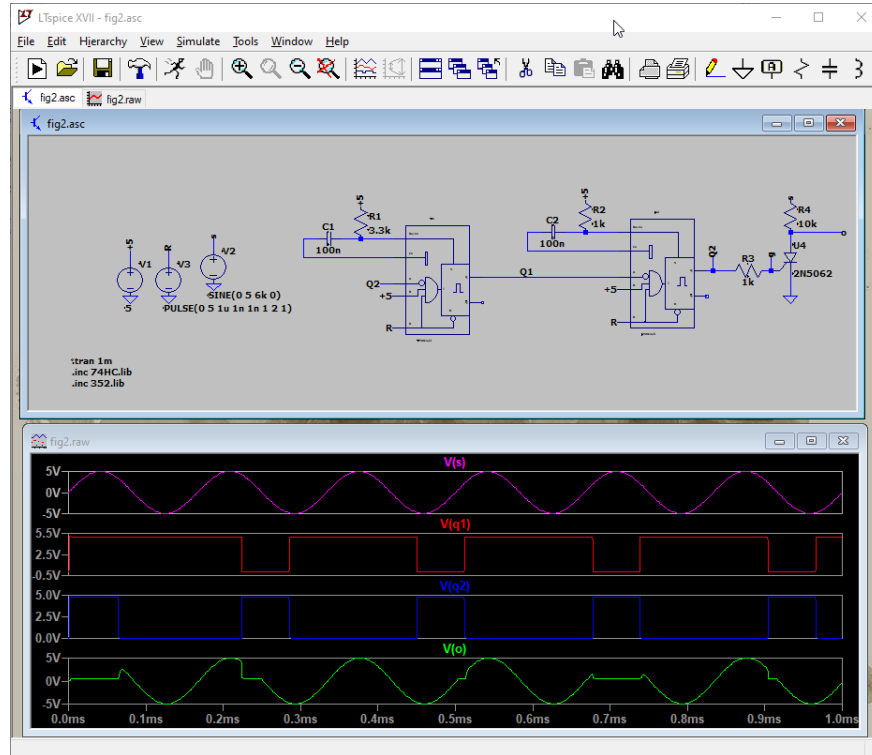 LTspice XVII - fig2.asc
File Edit Hierarchy View Simulate Tools Window Help
fig2.asc fig2.raw
fig2.asc
+5 R1 3.3k
C1 100n
+5 R2 1k
C2 100n
s R4 10k
+5 V1 5
R V3 PULSE(0 5 1u 1n 1n 1 2 1)
s V2 SINE(0 5 6k 0)
Q2
+5
R
Q1
+5
R
Q2 R3 1k g
U4 2N5062
.tran 1m
.inc 74HC.lib
.inc 352.lib
fig2.raw
V(s)
5V
0V
-5V
V(q1)
5.5V
2.5V
-0.5V
V(q2)
5.0V
2.5V
0.0V
V(o)
5V
0V
-5V
0.0ms 0.1ms 0.2ms 0.3ms 0.4ms 0.5ms 0.6ms 0.7ms 0.8ms 0.9ms 1.0ms